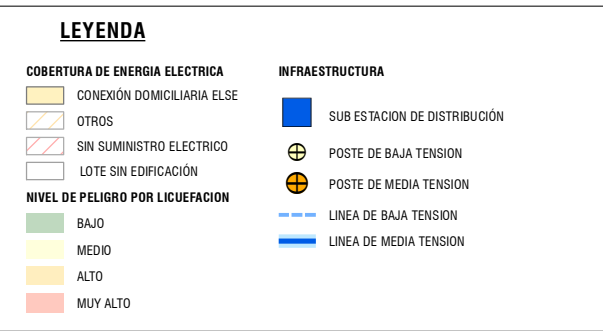 LEYENDA
COBERTURA DE ENERGIA ELECTRICA
CONEXIÓN DOMICILIARIA ELSE
OTROS
SIN SUMINISTRO ELECTRICO
LOTE SIN EDIFICACIÓN
NIVEL DE PELIGRO POR LICUEFACION
BAJO
MEDIO
ALTO
MUY ALTO
INFRAESTRUCTURA
SUB ESTACION DE DISTRIBUCIÓN
POSTE DE BAJA TENSION
POSTE DE MEDIA TENSION
LINEA DE BAJA TENSION
LINEA DE MEDIA TENSION